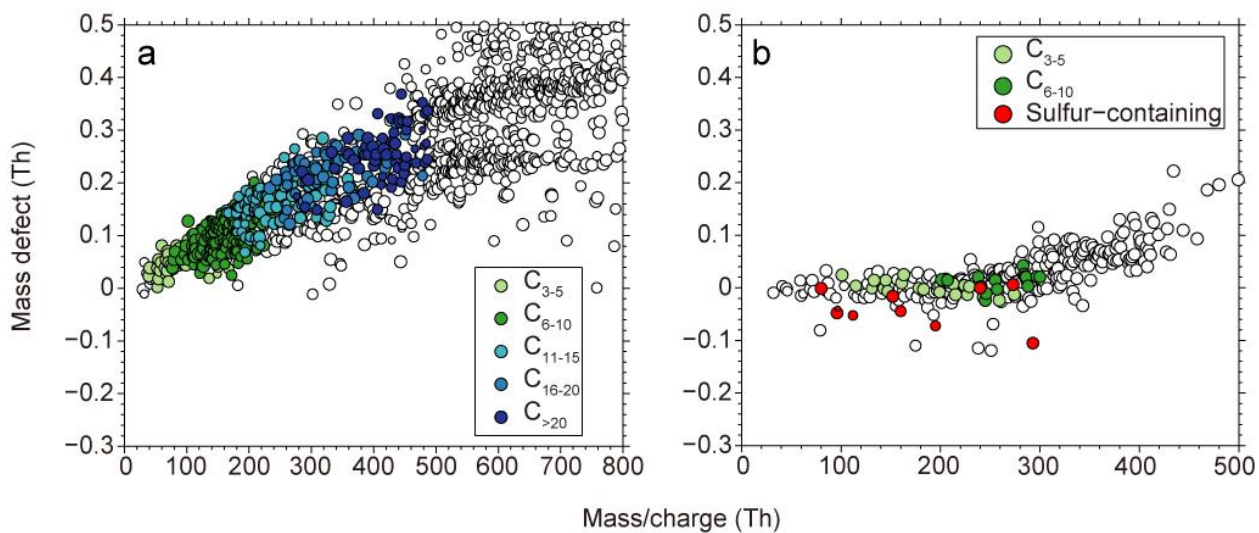 a
0.5
0.4
0.3
0.2
0.1
0
−0.1
−0.2
−0.3
0 100 200 300 400 500 600 700 800
C3-5
C6-10
C11-15
C16-20
C>20
b
0.5
0.4
0.3
0.2
0.1
0
−0.1
−0.2
−0.3
0 100 200 300 400 500
C3-5
C6-10
Sulfur−containing
Mass defect (Th)
Mass/charge (Th)